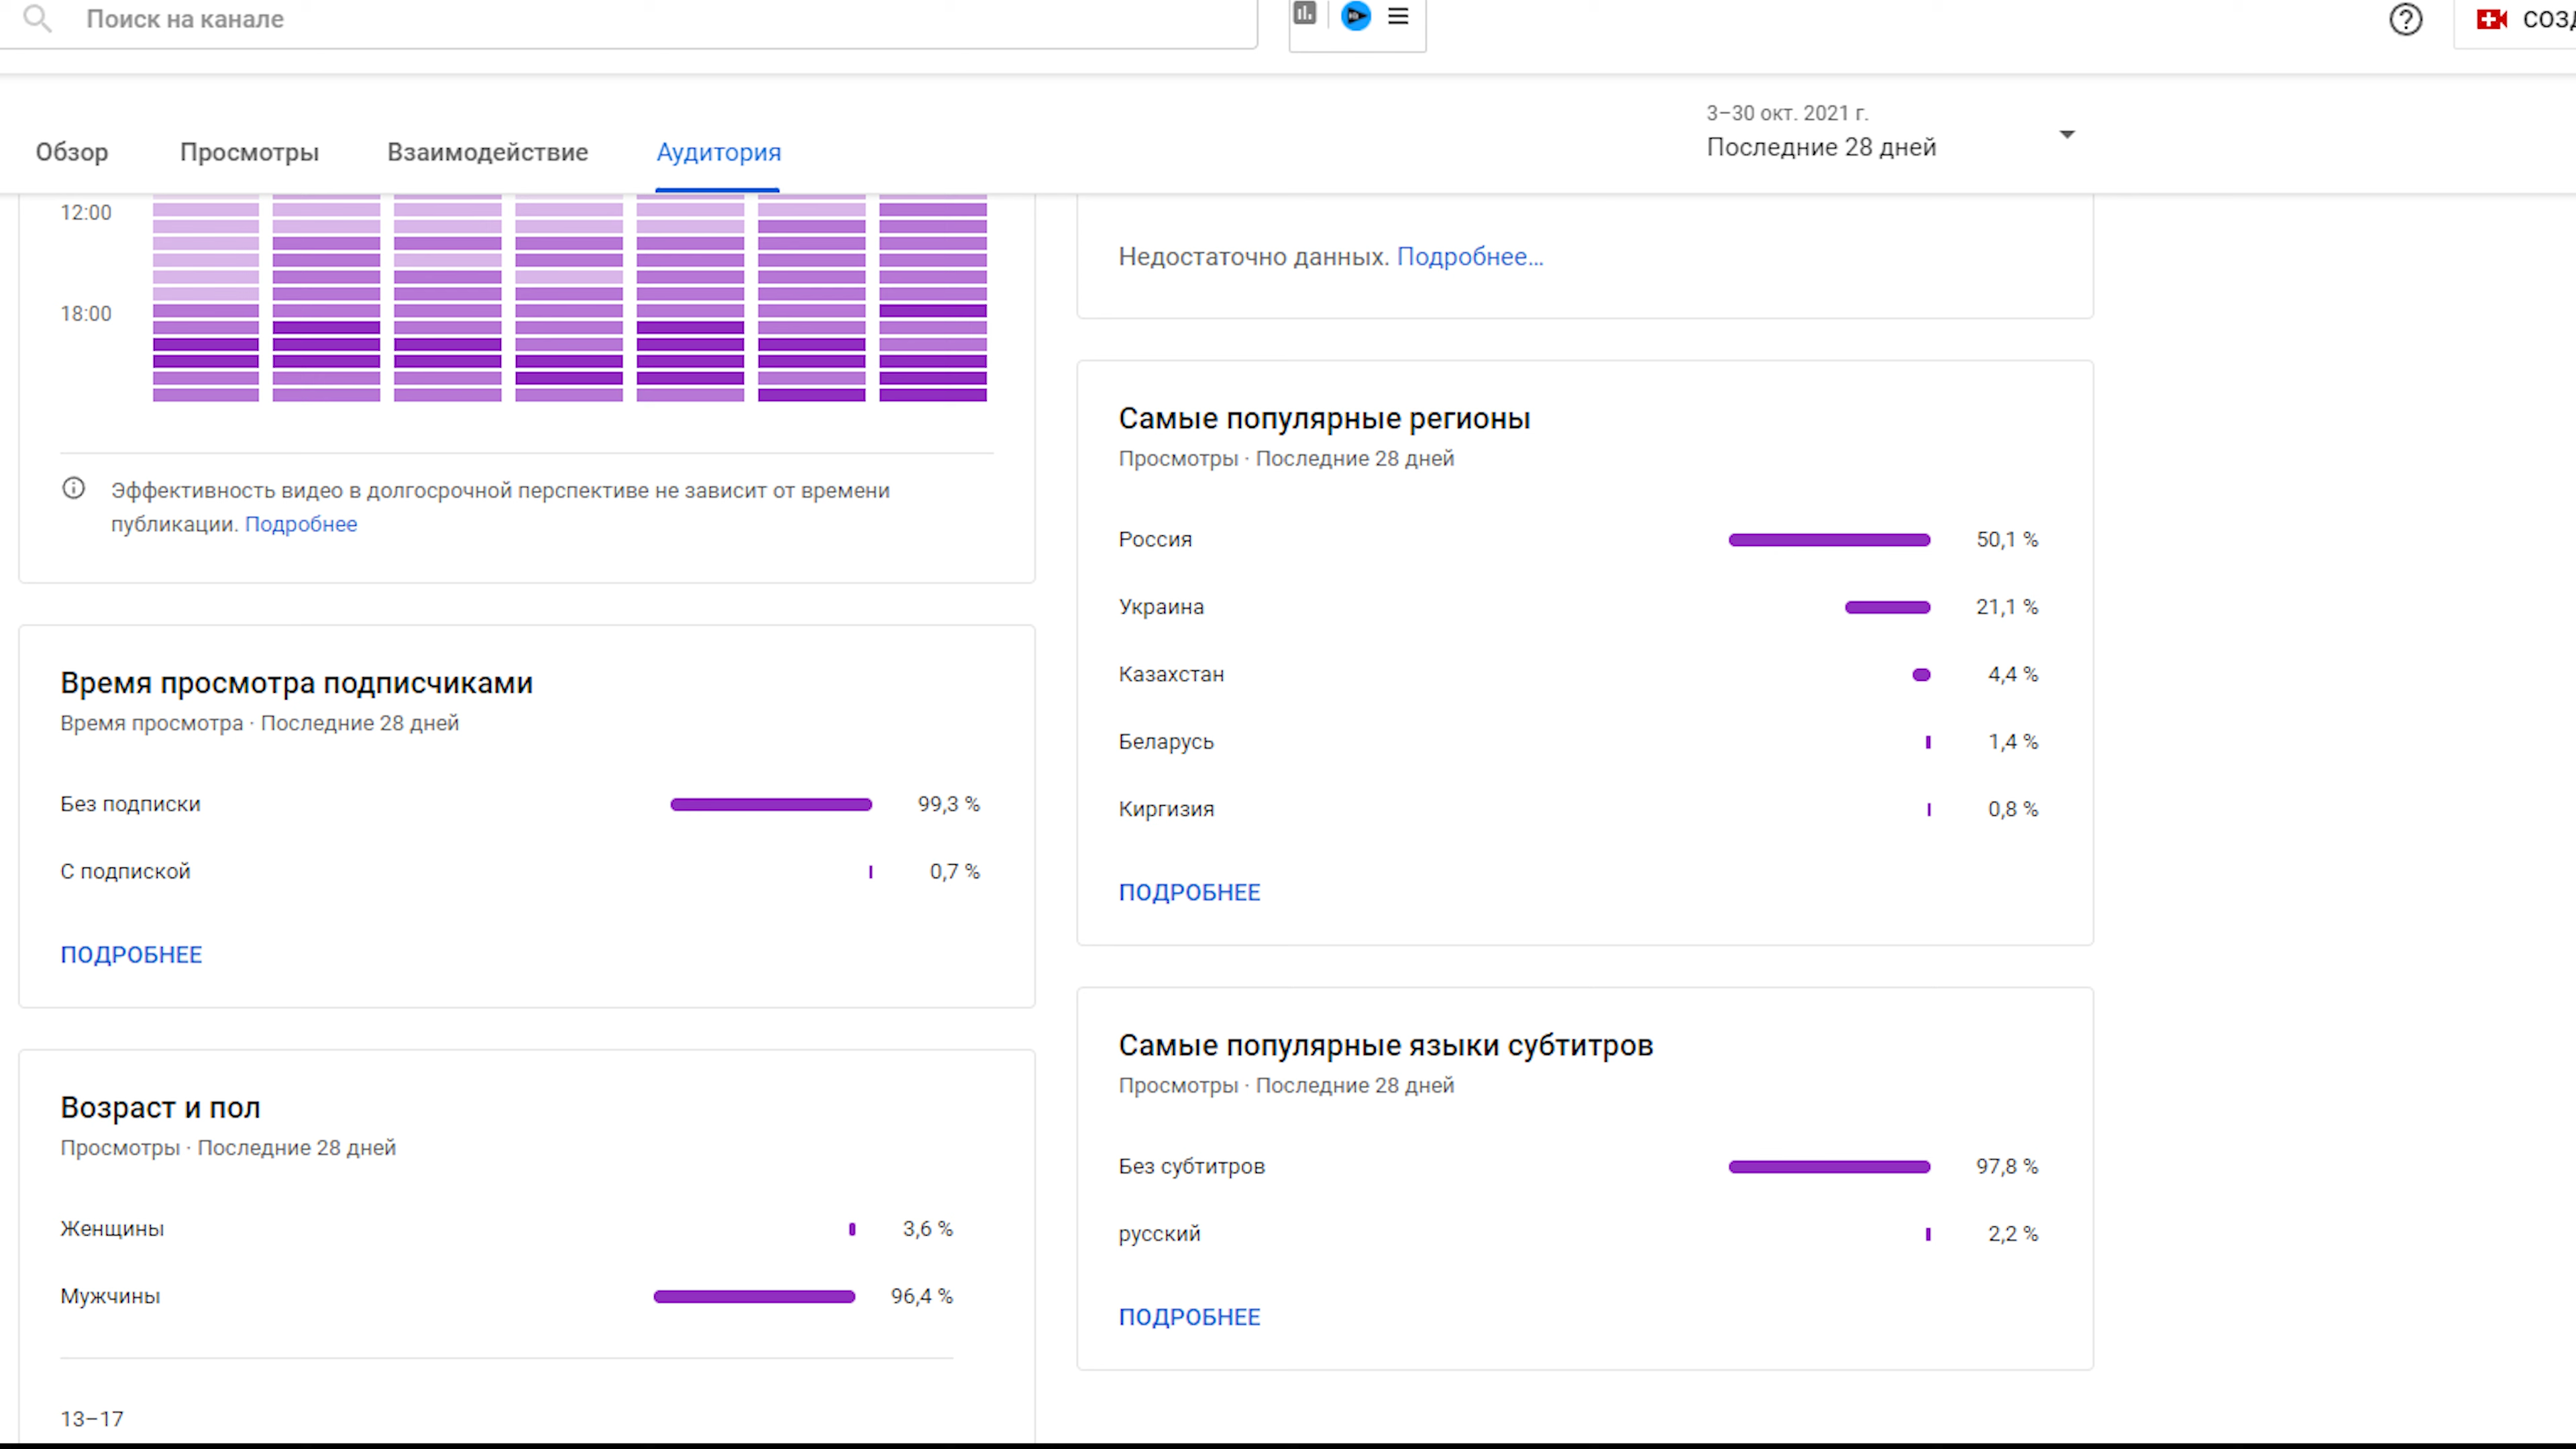 Поиск на канале
Обзор
Просмотры
Взаимодействие
Аудитория
3–30 окт. 2021 г.
Последние 28 дней
12:00
18:00
Эффективность видео в долгосрочной перспективе не зависит от времени
публикации. Подробнее
Время просмотра подписчиками
Время просмотра · Последние 28 дней
Без подписки 99,3 %
С подпиской 0,7 %
ПОДРОБНЕЕ
Возраст и пол
Просмотры · Последние 28 дней
Женщины 3,6 %
Мужчины 96,4 %
13–17
Недостаточно данных. Подробнее...
Самые популярные регионы
Просмотры · Последние 28 дней
Россия 50,1 %
Украина 21,1 %
Казахстан 4,4 %
Беларусь 1,4 %
Киргизия 0,8 %
ПОДРОБНЕЕ
Самые популярные языки субтитров
Просмотры · Последние 28 дней
Без субтитров 97,8 %
русский 2,2 %
ПОДРОБНЕЕ